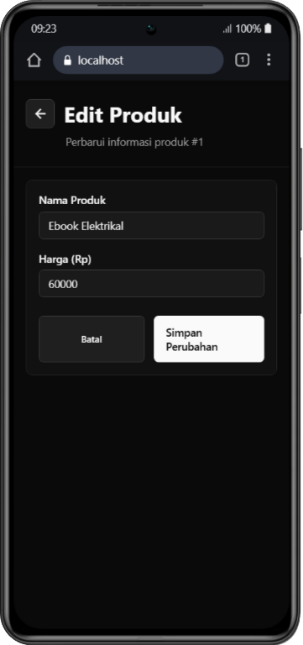 09:23
100%
localhost
1
Edit Produk
Perbarui informasi produk #1
Nama Produk
Ebook Elektrikal
Harga (Rp)
60000
Batal
Simpan
Perubahan